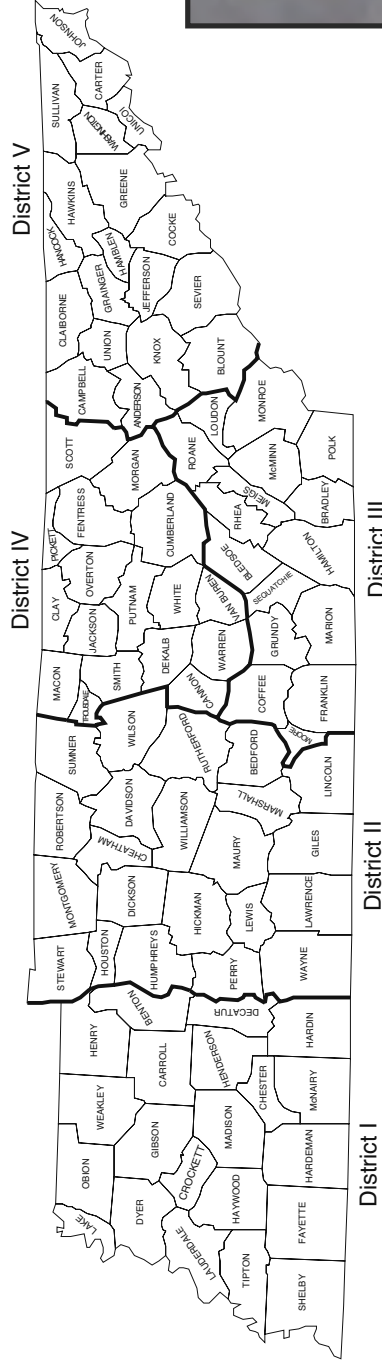 District I
District II
District III
District IV
District V
LAKE
OBION
WEAKLEY
HENRY
DYER
GIBSON
CARROLL
BENTON
LAUDERDALE
CROCKETT
HAYWOOD
MADISON
HENDERSON
DECATUR
TIPTON
CHESTER
SHELBY
FAYETTE
HARDEMAN
McNAIRY
HARDIN
STEWART
MONTGOMERY
ROBERTSON
SUMNER
HOUSTON
HUMPHREYS
DICKSON
CHEATHAM
DAVIDSON
WILSON
HICKMAN
WILLIAMSON
RUTHERFORD
PERRY
LEWIS
MAURY
MARSHALL
BEDFORD
WAYNE
LAWRENCE
GILES
LINCOLN
MOORE
COFFEE
FRANKLIN
GRUNDY
MARION
SEQUATCHIE
BLEDSOE
RHEA
HAMILTON
MEIGS
BRADLEY
McMINN
POLK
ROANE
LOUDON
MONROE
MACON
TROUSDALE
SMITH
CLAY
JACKSON
PICKETT
OVERTON
PUTNAM
DEKALB
CANNON
WARREN
WHITE
VAN BUREN
FENTRESS
CUMBERLAND
MORGAN
SCOTT
CAMPBELL
ANDERSON
CLAIBORNE
UNION
KNOX
BLOUNT
GRAINGER
HANCOCK
HAMBLEN
JEFFERSON
SEVIER
HAWKINS
COCKE
GREENE
SULLIVAN
WASHINGTON
UNICOI
CARTER
JOHNSON